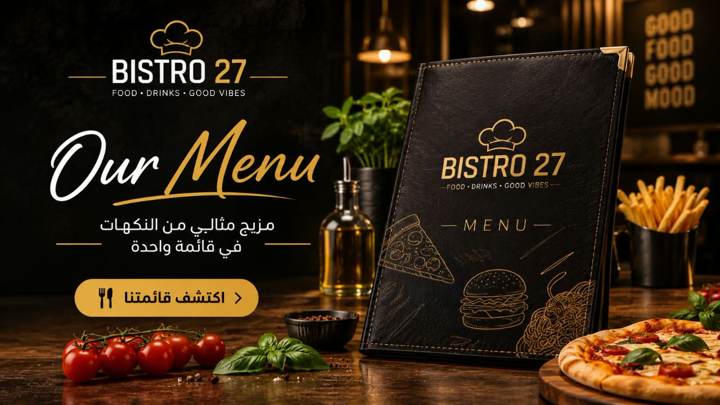 BISTRO 27
FOOD • DRINKS • GOOD VIBES
Our Menu
مزيج مثالي من النكهات
في قائمة واحدة
اكتشف قائمتنا
BISTRO 27
FOOD • DRINKS • GOOD VIBES
MENU
GOOD
FOOD
GOOD
MOOD